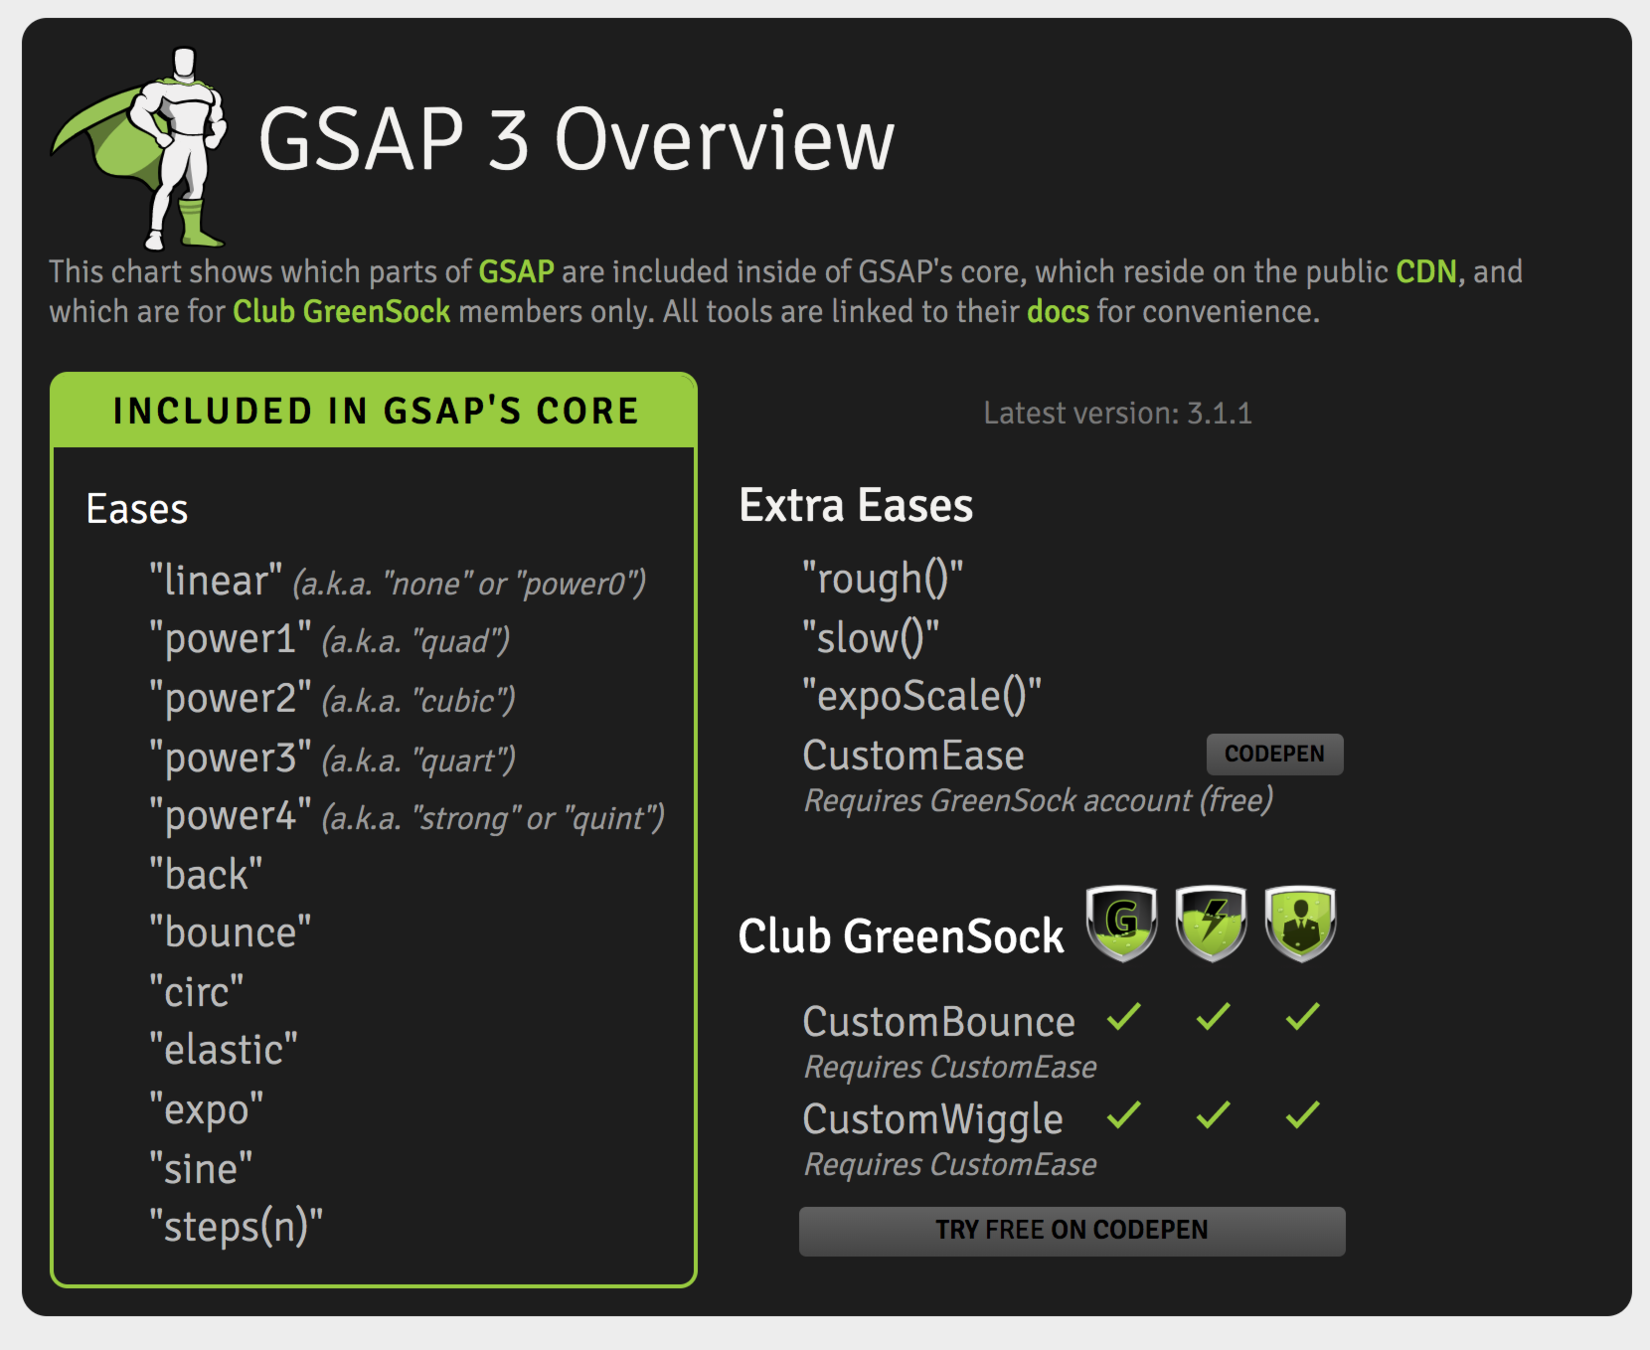 GSAP 3 Overview
This chart shows which parts of GSAP are included inside of GSAP's core, which reside on the public CDN, and
which are for Club GreenSock members only. All tools are linked to their docs for convenience.
INCLUDED IN GSAP'S CORE
Eases
"linear" (a.k.a. "none" or "power0")
"power1" (a.k.a. "quad")
"power2" (a.k.a. "cubic")
"power3" (a.k.a. "quart")
"power4" (a.k.a. "strong" or "quint")
"back"
"bounce"
"circ"
"elastic"
"expo"
"sine"
"steps(n)"
Latest version: 3.1.1
Extra Eases
"rough()"
"slow()"
"expoScale()"
CustomEase CODEPEN
Requires GreenSock account (free)
Club GreenSock G
CustomBounce
Requires CustomEase
CustomWiggle
Requires CustomEase
TRY FREE ON CODEPEN